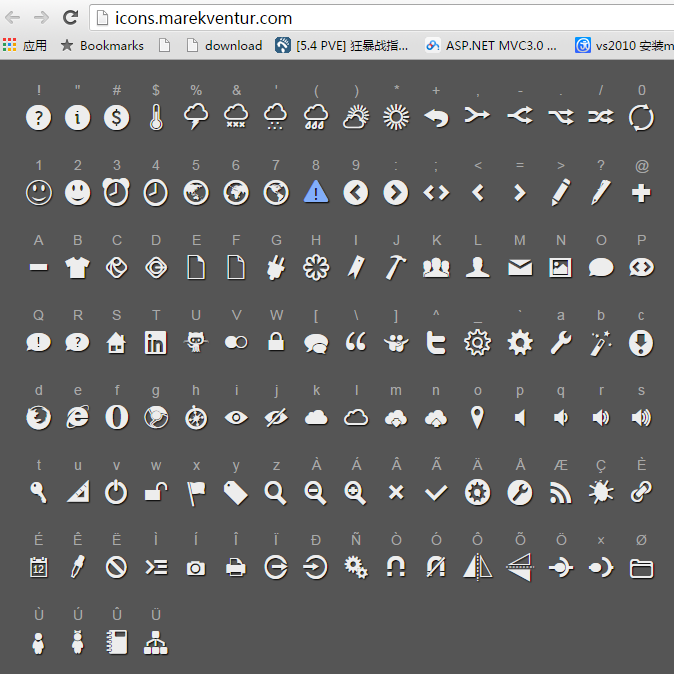 icons.marekventur.com
应用 Bookmarks download [5.4 PVE] 狂暴战指... ASP.NET MVC3.0 ... vs2010 安装m
! " # $ % & ' ( ) * + , - . / 0
1 2 3 4 5 6 7 8 9 : ; < = > ? @
A B C D E F G H I J K L M N O P
Q R S T U V W [ \ ] ^ _ ` a b c
d e f g h i j k l m n o p q r s
t u v w x y z À Á Â Ã Ä Å Æ Ç È
12
É Ê Ë Ì Í Î Ï Ð Ñ Ò Ó Ô Õ Ö × Ø
Ù Ú Û Ü